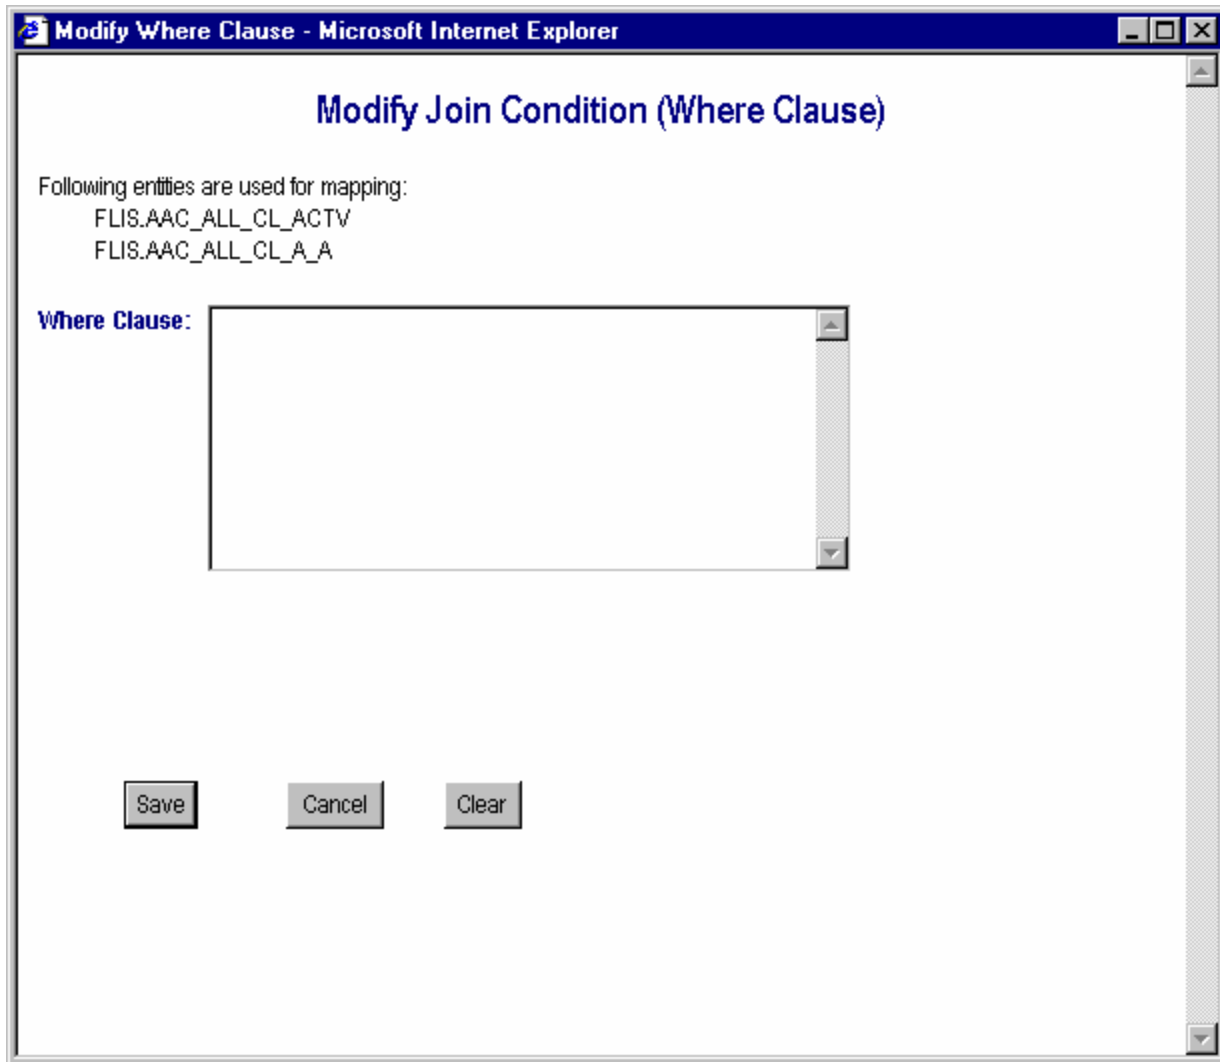 Modify Where Clause - Microsoft Internet Explorer
Modify Join Condition (Where Clause)
Following entities are used for mapping:
FLIS.AAC_ALL_CL_ACTV
FLIS.AAC_ALL_CL_A_A
Where Clause:
Save Cancel Clear